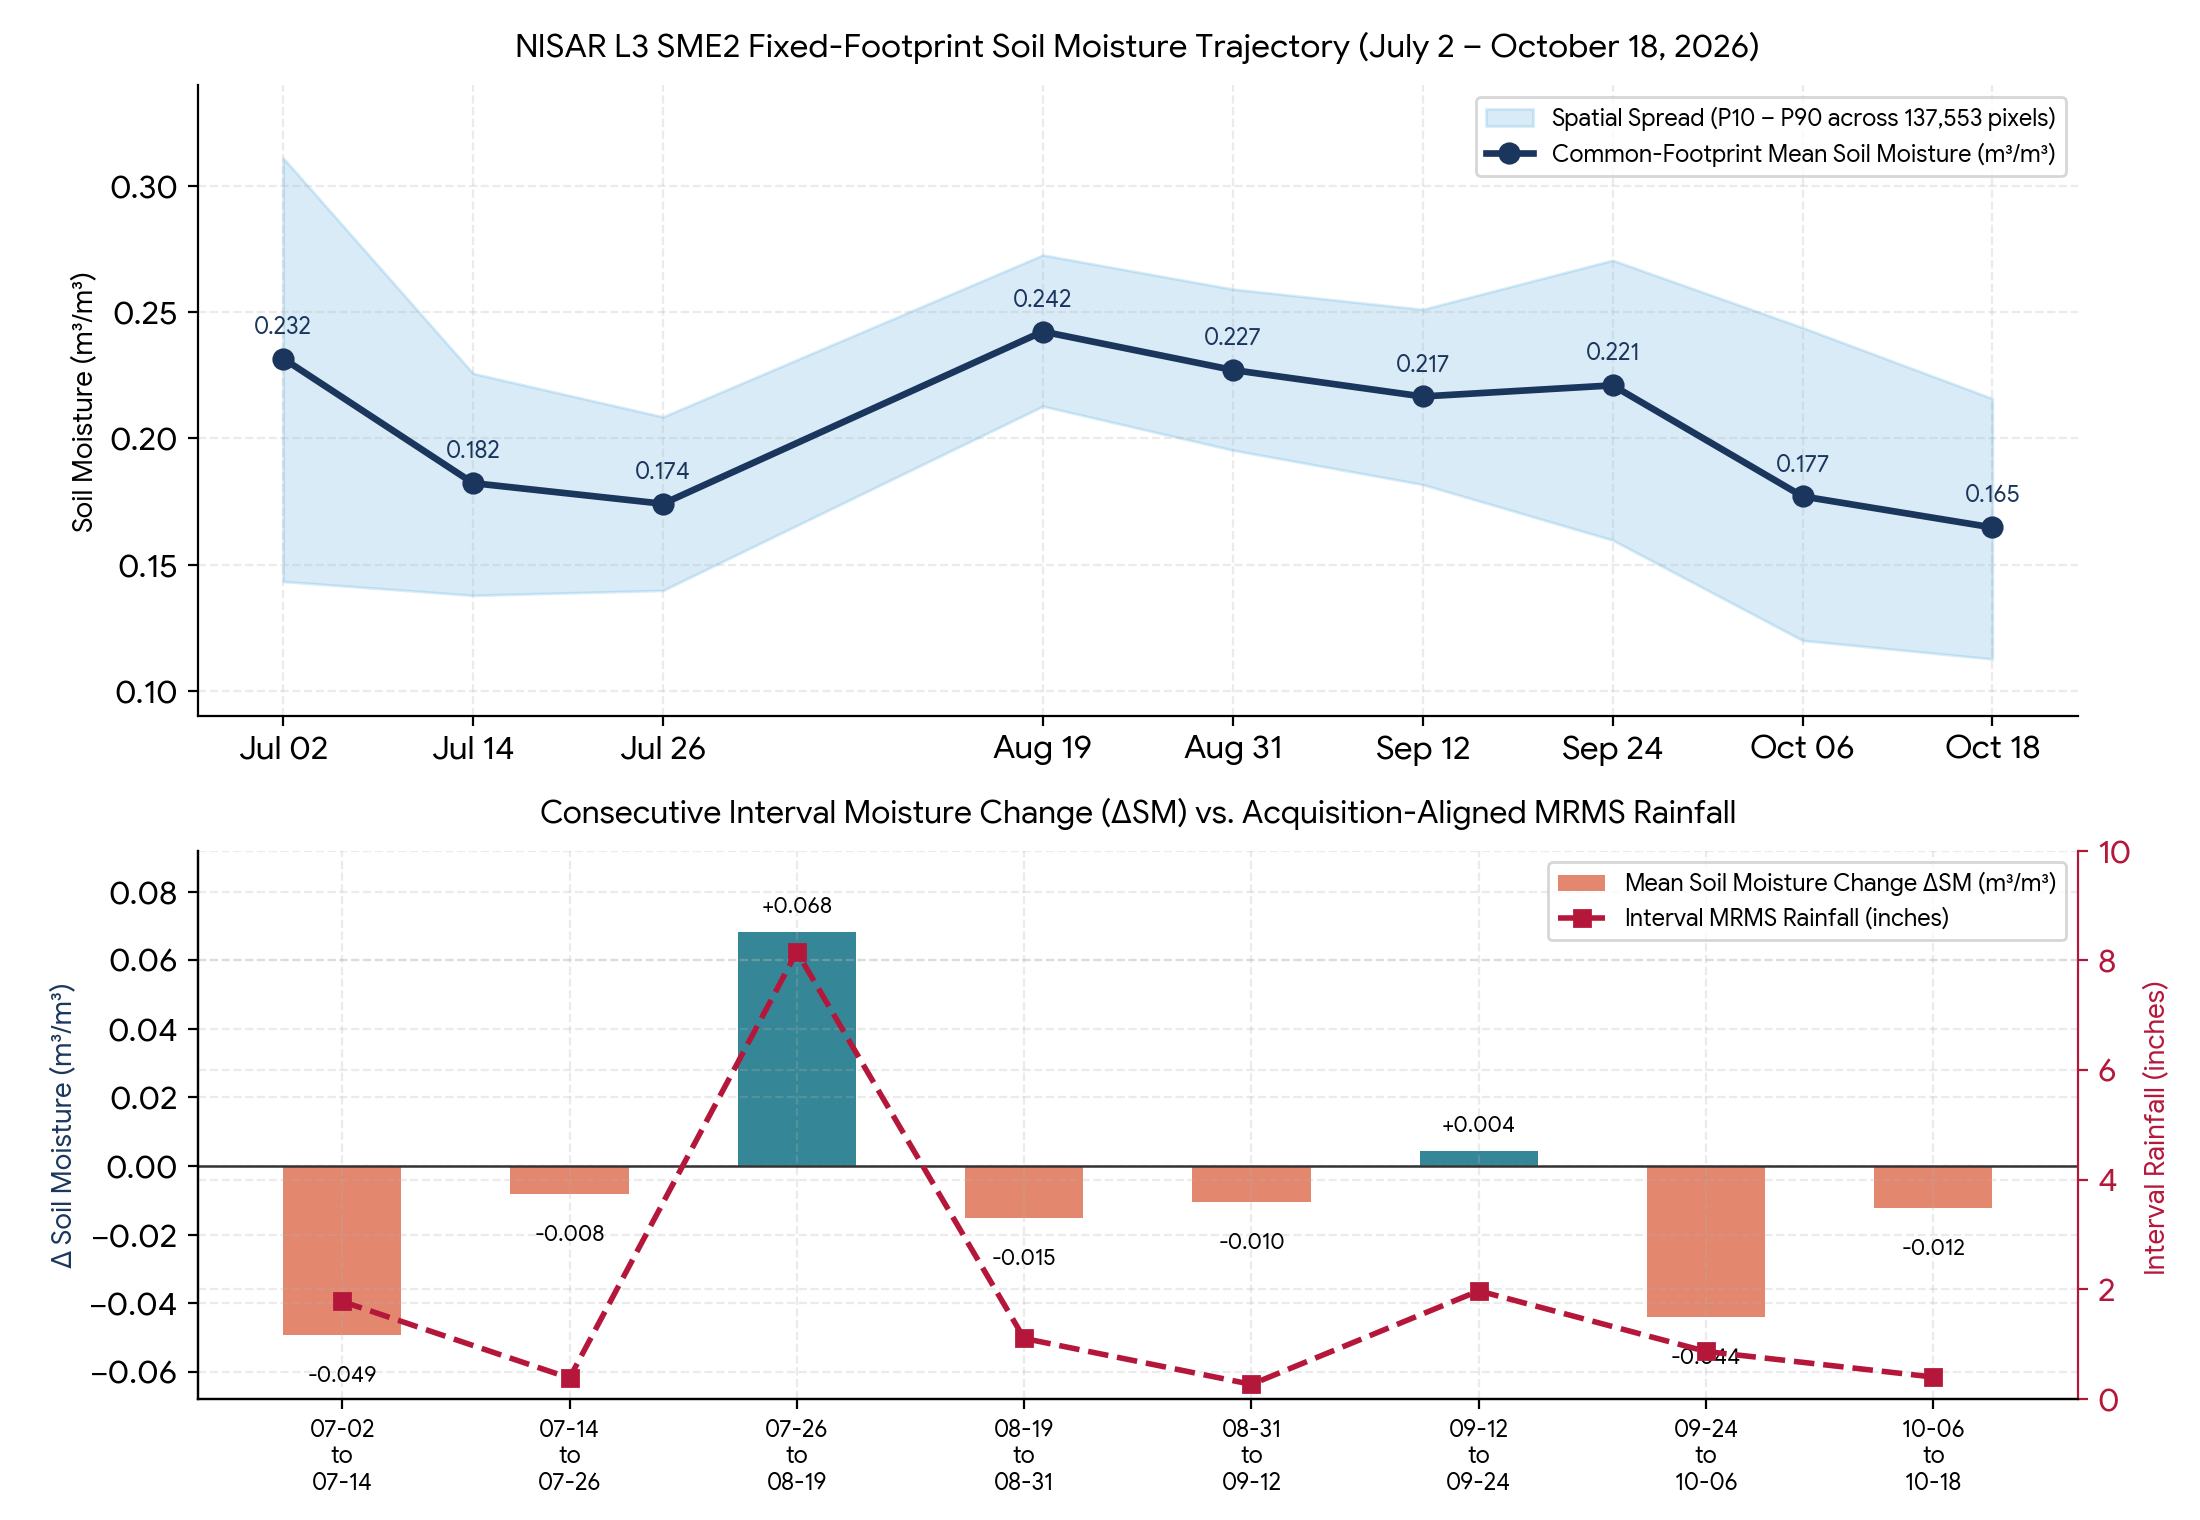 NISAR L3 SME2 Fixed-Footprint Soil Moisture Trajectory (July 2 – October 18, 2026)
Spatial Spread (P10 – P90 across 137,553 pixels)
Common-Footprint Mean Soil Moisture (m³/m³)
Soil Moisture (m³/m³)
0.30
0.25
0.20
0.15
0.10
0.232
0.182
0.174
0.242
0.227
0.217
0.221
0.177
0.165
Jul 02
Jul 14
Jul 26
Aug 19
Aug 31
Sep 12
Sep 24
Oct 06
Oct 18
Consecutive Interval Moisture Change (ΔSM) vs. Acquisition-Aligned MRMS Rainfall
Mean Soil Moisture Change ΔSM (m³/m³)
Interval MRMS Rainfall (inches)
Δ Soil Moisture (m³/m³)
0.08
0.06
0.04
0.02
0.00
−0.02
−0.04
−0.06
-0.049
-0.008
+0.068
-0.015
-0.010
+0.004
-0.044
-0.012
10
8
6
4
2
0
Interval Rainfall (inches)
07-02
to
07-14
07-14
to
07-26
07-26
to
08-19
08-19
to
08-31
08-31
to
09-12
09-12
to
09-24
09-24
to
10-06
10-06
to
10-18